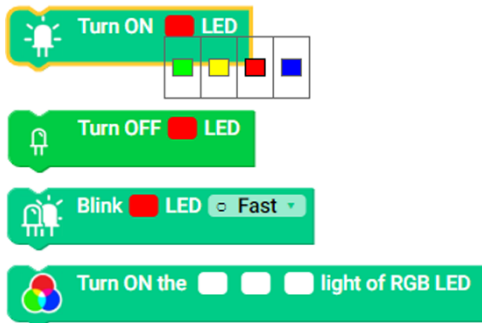 Turn ON LED
Turn OFF LED
Blink LED Fast
Turn ON the light of RGB LED